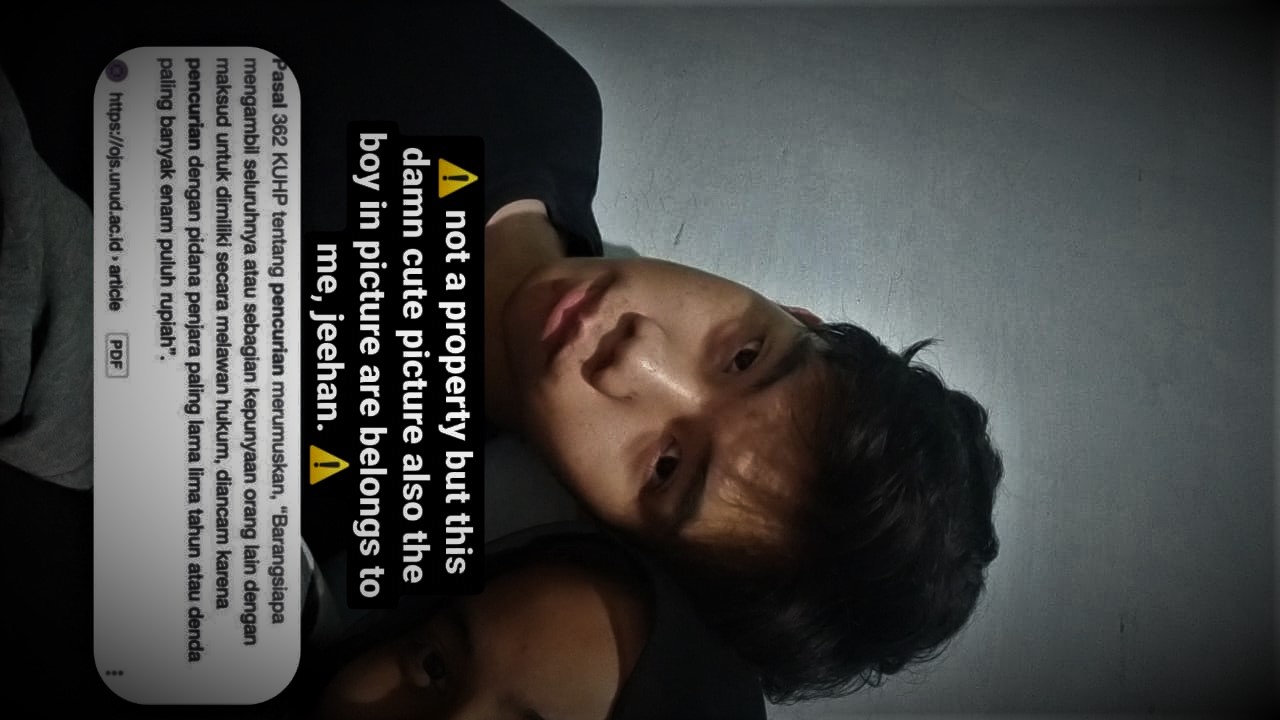 ⚠️ not a property but this
damn cute picture also the
boy in picture are belongs to
me, jeehan. ⚠️
Pasal 362 KUHP tentang pencurian merumuskan, "Barangsiapa
mengambil seluruhnya atau sebagian kepunyaan orang lain dengan
maksud untuk dimiliki secara melawan hukum, diancam karena
pencurian dengan pidana penjara paling lama lima tahun atau denda
paling banyak enam puluh rupiah".
https://ojs.unud.ac.id › article PDF